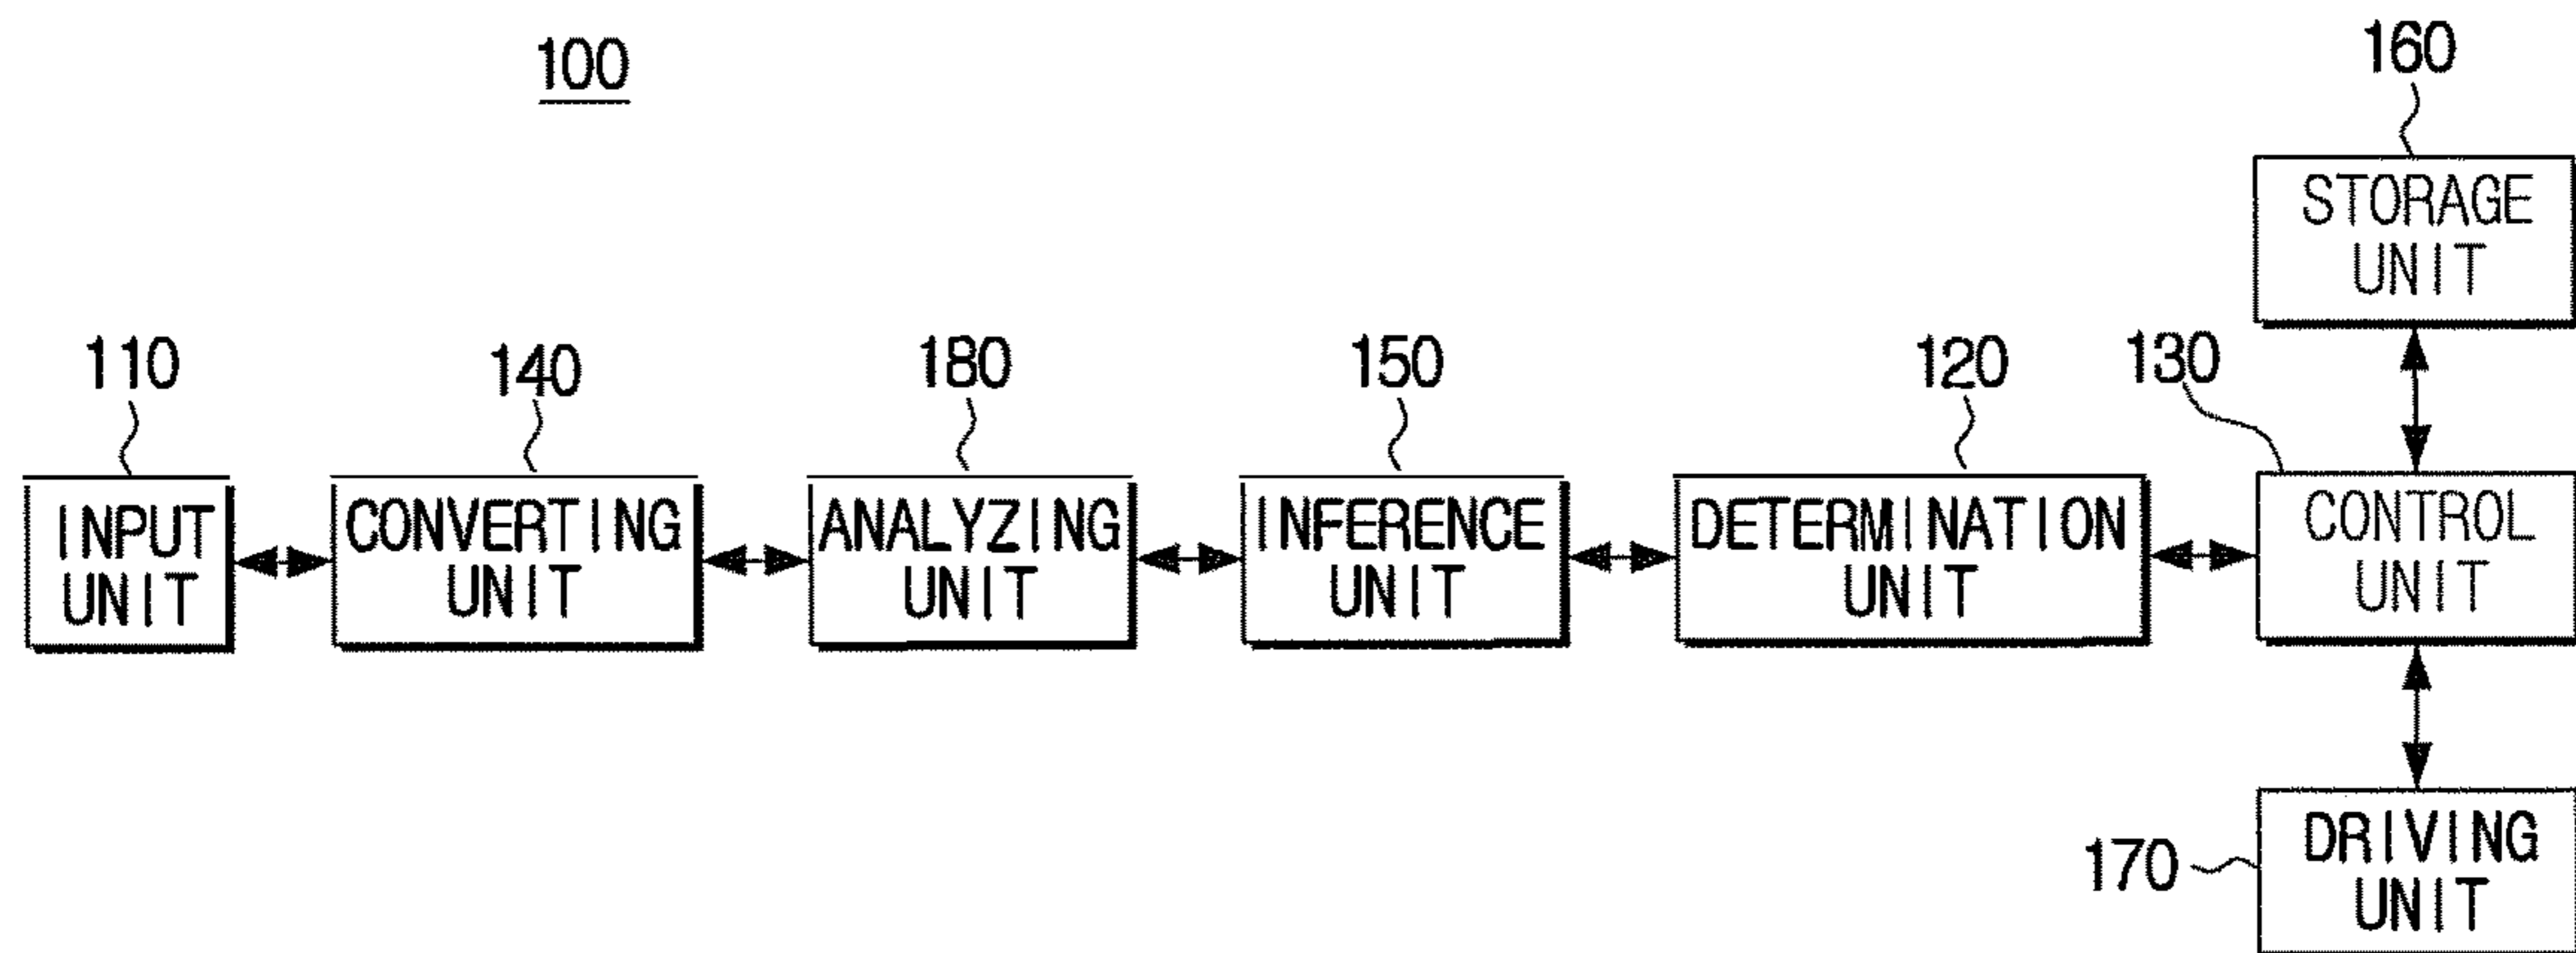 100
160
STORAGE
UNIT
110
140
180
150
120
130
INPUT
UNIT
CONVERTING
UNIT
ANALYZING
UNIT
INFERENCE
UNIT
DETERMINATION
UNIT
CONTROL
UNIT
170
DRIVING
UNIT